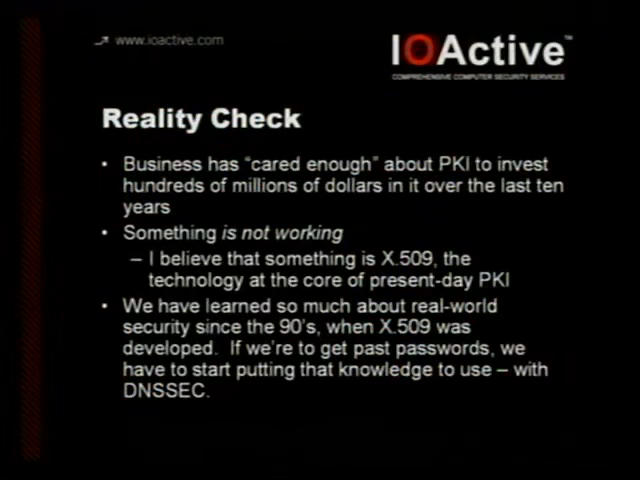 www.ioactive.com
IOActive™
COMPREHENSIVE COMPUTER SECURITY SERVICES
Reality Check
• Business has “cared enough” about PKI to invest
hundreds of millions of dollars in it over the last ten
years
• Something is not working
– I believe that something is X.509, the
technology at the core of present-day PKI
• We have learned so much about real-world
security since the 90's, when X.509 was
developed. If we're to get past passwords, we
have to start putting that knowledge to use – with
DNSSEC.